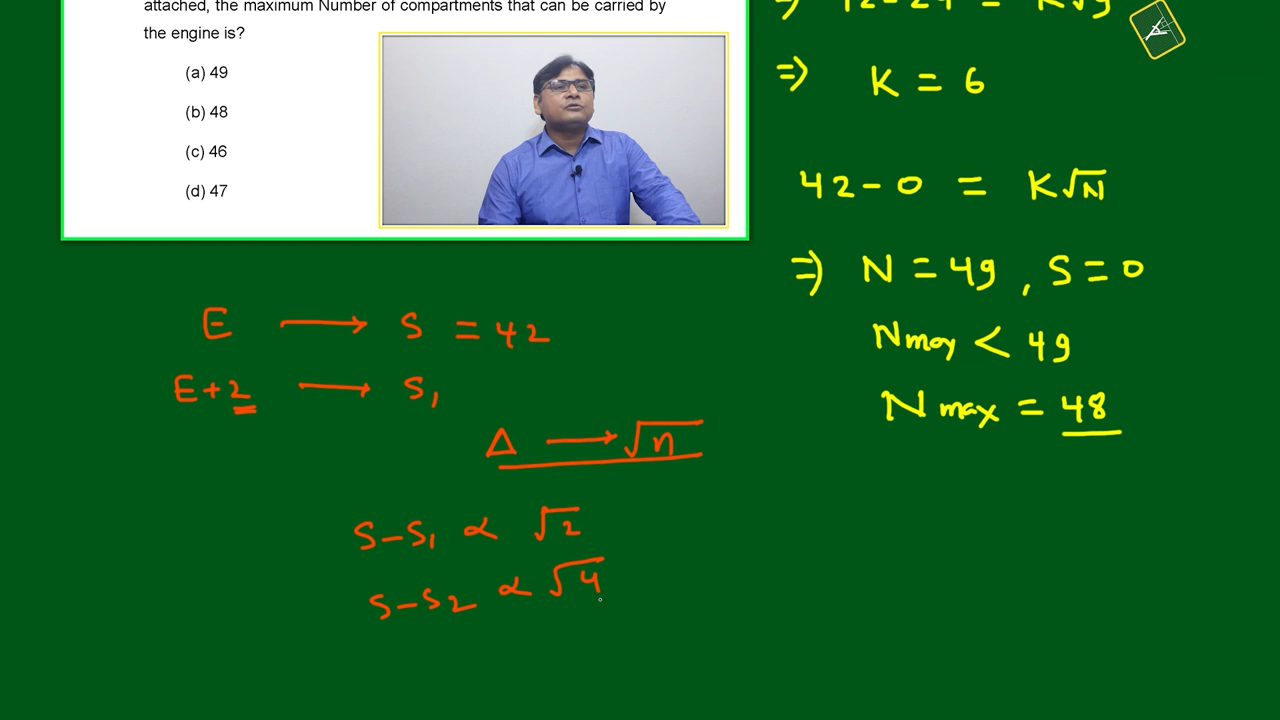 attached, the maximum Number of compartments that can be carried by
the engine is?
(a) 49
(b) 48
(c) 46
(d) 47
E ⟶ S = 42
E+2 ⟶ S₁
Δ ⟶ √n
S-S₁ ∝ √2
S-S₂ ∝ √4
⇒ K = 6
42-0 = K√N
⇒ N = 49, S = 0
Nmay < 49
Nmax = 48